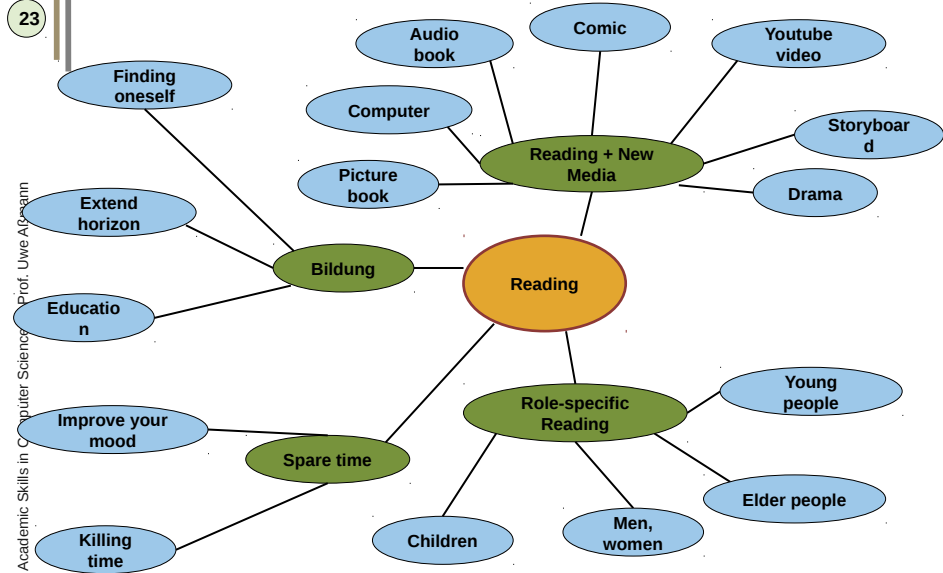 23
Audio
book
Comic
Youtube
video
Finding
oneself
Computer
Storyboar
d
Reading + New
Media
Picture
book
Drama
Extend
horizon
Bildung
Reading
Educatio
n
Young
people
Role-specific
Reading
Improve your
mood
Spare time
Elder people
Children
Men,
women
Killing
time
Academic Skills in Computer Science, Prof. Uwe Aßmann